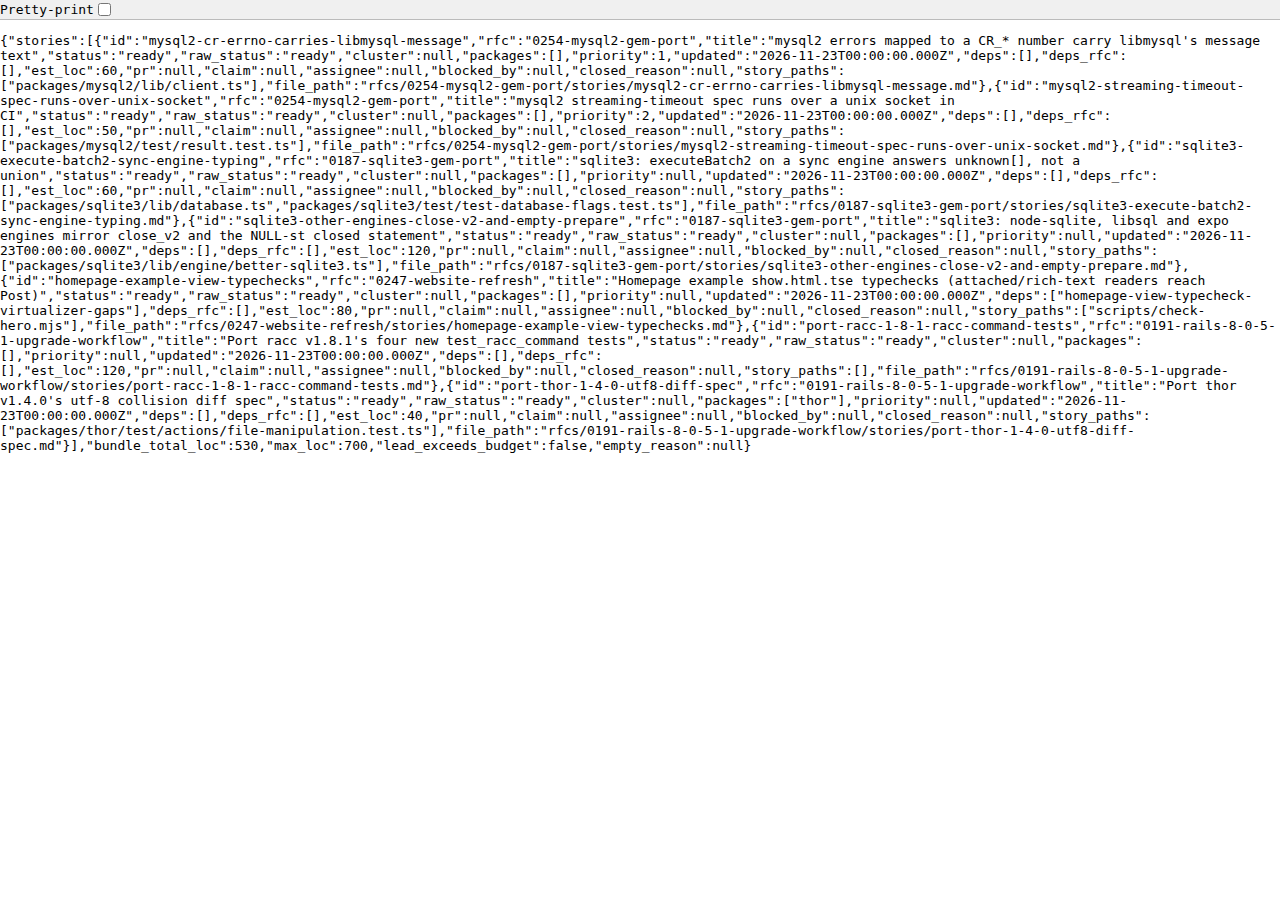 Pretty-print
{"stories":[{"id":"mysql2-cr-errno-carries-libmysql-message","rfc":"0254-mysql2-gem-port","title":"mysql2 errors mapped to a CR_* number carry libmysql's message
text","status":"ready","raw_status":"ready","cluster":null,"packages":[],"priority":1,"updated":"2026-11-23T00:00:00.000Z","deps":[],"deps_rfc":
[],"est_loc":60,"pr":null,"claim":null,"assignee":null,"blocked_by":null,"closed_reason":null,"story_paths":
["packages/mysql2/lib/client.ts"],"file_path":"rfcs/0254-mysql2-gem-port/stories/mysql2-cr-errno-carries-libmysql-message.md"},{"id":"mysql2-streaming-timeout-
spec-runs-over-unix-socket","rfc":"0254-mysql2-gem-port","title":"mysql2 streaming-timeout spec runs over a unix socket in
CI","status":"ready","raw_status":"ready","cluster":null,"packages":[],"priority":2,"updated":"2026-11-23T00:00:00.000Z","deps":[],"deps_rfc":
[],"est_loc":50,"pr":null,"claim":null,"assignee":null,"blocked_by":null,"closed_reason":null,"story_paths":
["packages/mysql2/test/result.test.ts"],"file_path":"rfcs/0254-mysql2-gem-port/stories/mysql2-streaming-timeout-spec-runs-over-unix-socket.md"},{"id":"sqlite3-
execute-batch2-sync-engine-typing","rfc":"0187-sqlite3-gem-port","title":"sqlite3: executeBatch2 on a sync engine answers unknown[], not a
union","status":"ready","raw_status":"ready","cluster":null,"packages":[],"priority":null,"updated":"2026-11-23T00:00:00.000Z","deps":[],"deps_rfc":
[],"est_loc":60,"pr":null,"claim":null,"assignee":null,"blocked_by":null,"closed_reason":null,"story_paths":
["packages/sqlite3/lib/database.ts","packages/sqlite3/test/test-database-flags.test.ts"],"file_path":"rfcs/0187-sqlite3-gem-port/stories/sqlite3-execute-batch2-
sync-engine-typing.md"},{"id":"sqlite3-other-engines-close-v2-and-empty-prepare","rfc":"0187-sqlite3-gem-port","title":"sqlite3: node-sqlite, libsql and expo
engines mirror close_v2 and the NULL-st closed statement","status":"ready","raw_status":"ready","cluster":null,"packages":[],"priority":null,"updated":"2026-11-
23T00:00:00.000Z","deps":[],"deps_rfc":[],"est_loc":120,"pr":null,"claim":null,"assignee":null,"blocked_by":null,"closed_reason":null,"story_paths":
["packages/sqlite3/lib/engine/better-sqlite3.ts"],"file_path":"rfcs/0187-sqlite3-gem-port/stories/sqlite3-other-engines-close-v2-and-empty-prepare.md"},
{"id":"homepage-example-view-typechecks","rfc":"0247-website-refresh","title":"Homepage example show.html.tse typechecks (attached/rich-text readers reach
Post)","status":"ready","raw_status":"ready","cluster":null,"packages":[],"priority":null,"updated":"2026-11-23T00:00:00.000Z","deps":["homepage-view-typecheck-
virtualizer-gaps"],"deps_rfc":[],"est_loc":80,"pr":null,"claim":null,"assignee":null,"blocked_by":null,"closed_reason":null,"story_paths":["scripts/check-
hero.mjs"],"file_path":"rfcs/0247-website-refresh/stories/homepage-example-view-typechecks.md"},{"id":"port-racc-1-8-1-racc-command-tests","rfc":"0191-rails-8-0-5-
1-upgrade-workflow","title":"Port racc v1.8.1's four new test_racc_command tests","status":"ready","raw_status":"ready","cluster":null,"packages":
[],"priority":null,"updated":"2026-11-23T00:00:00.000Z","deps":[],"deps_rfc":
[],"est_loc":120,"pr":null,"claim":null,"assignee":null,"blocked_by":null,"closed_reason":null,"story_paths":[],"file_path":"rfcs/0191-rails-8-0-5-1-upgrade-
workflow/stories/port-racc-1-8-1-racc-command-tests.md"},{"id":"port-thor-1-4-0-utf8-diff-spec","rfc":"0191-rails-8-0-5-1-upgrade-workflow","title":"Port thor
v1.4.0's utf-8 collision diff spec","status":"ready","raw_status":"ready","cluster":null,"packages":["thor"],"priority":null,"updated":"2026-11-
23T00:00:00.000Z","deps":[],"deps_rfc":[],"est_loc":40,"pr":null,"claim":null,"assignee":null,"blocked_by":null,"closed_reason":null,"story_paths":
["packages/thor/test/actions/file-manipulation.test.ts"],"file_path":"rfcs/0191-rails-8-0-5-1-upgrade-workflow/stories/port-thor-1-4-0-utf8-diff-
spec.md"}],"bundle_total_loc":530,"max_loc":700,"lead_exceeds_budget":false,"empty_reason":null}